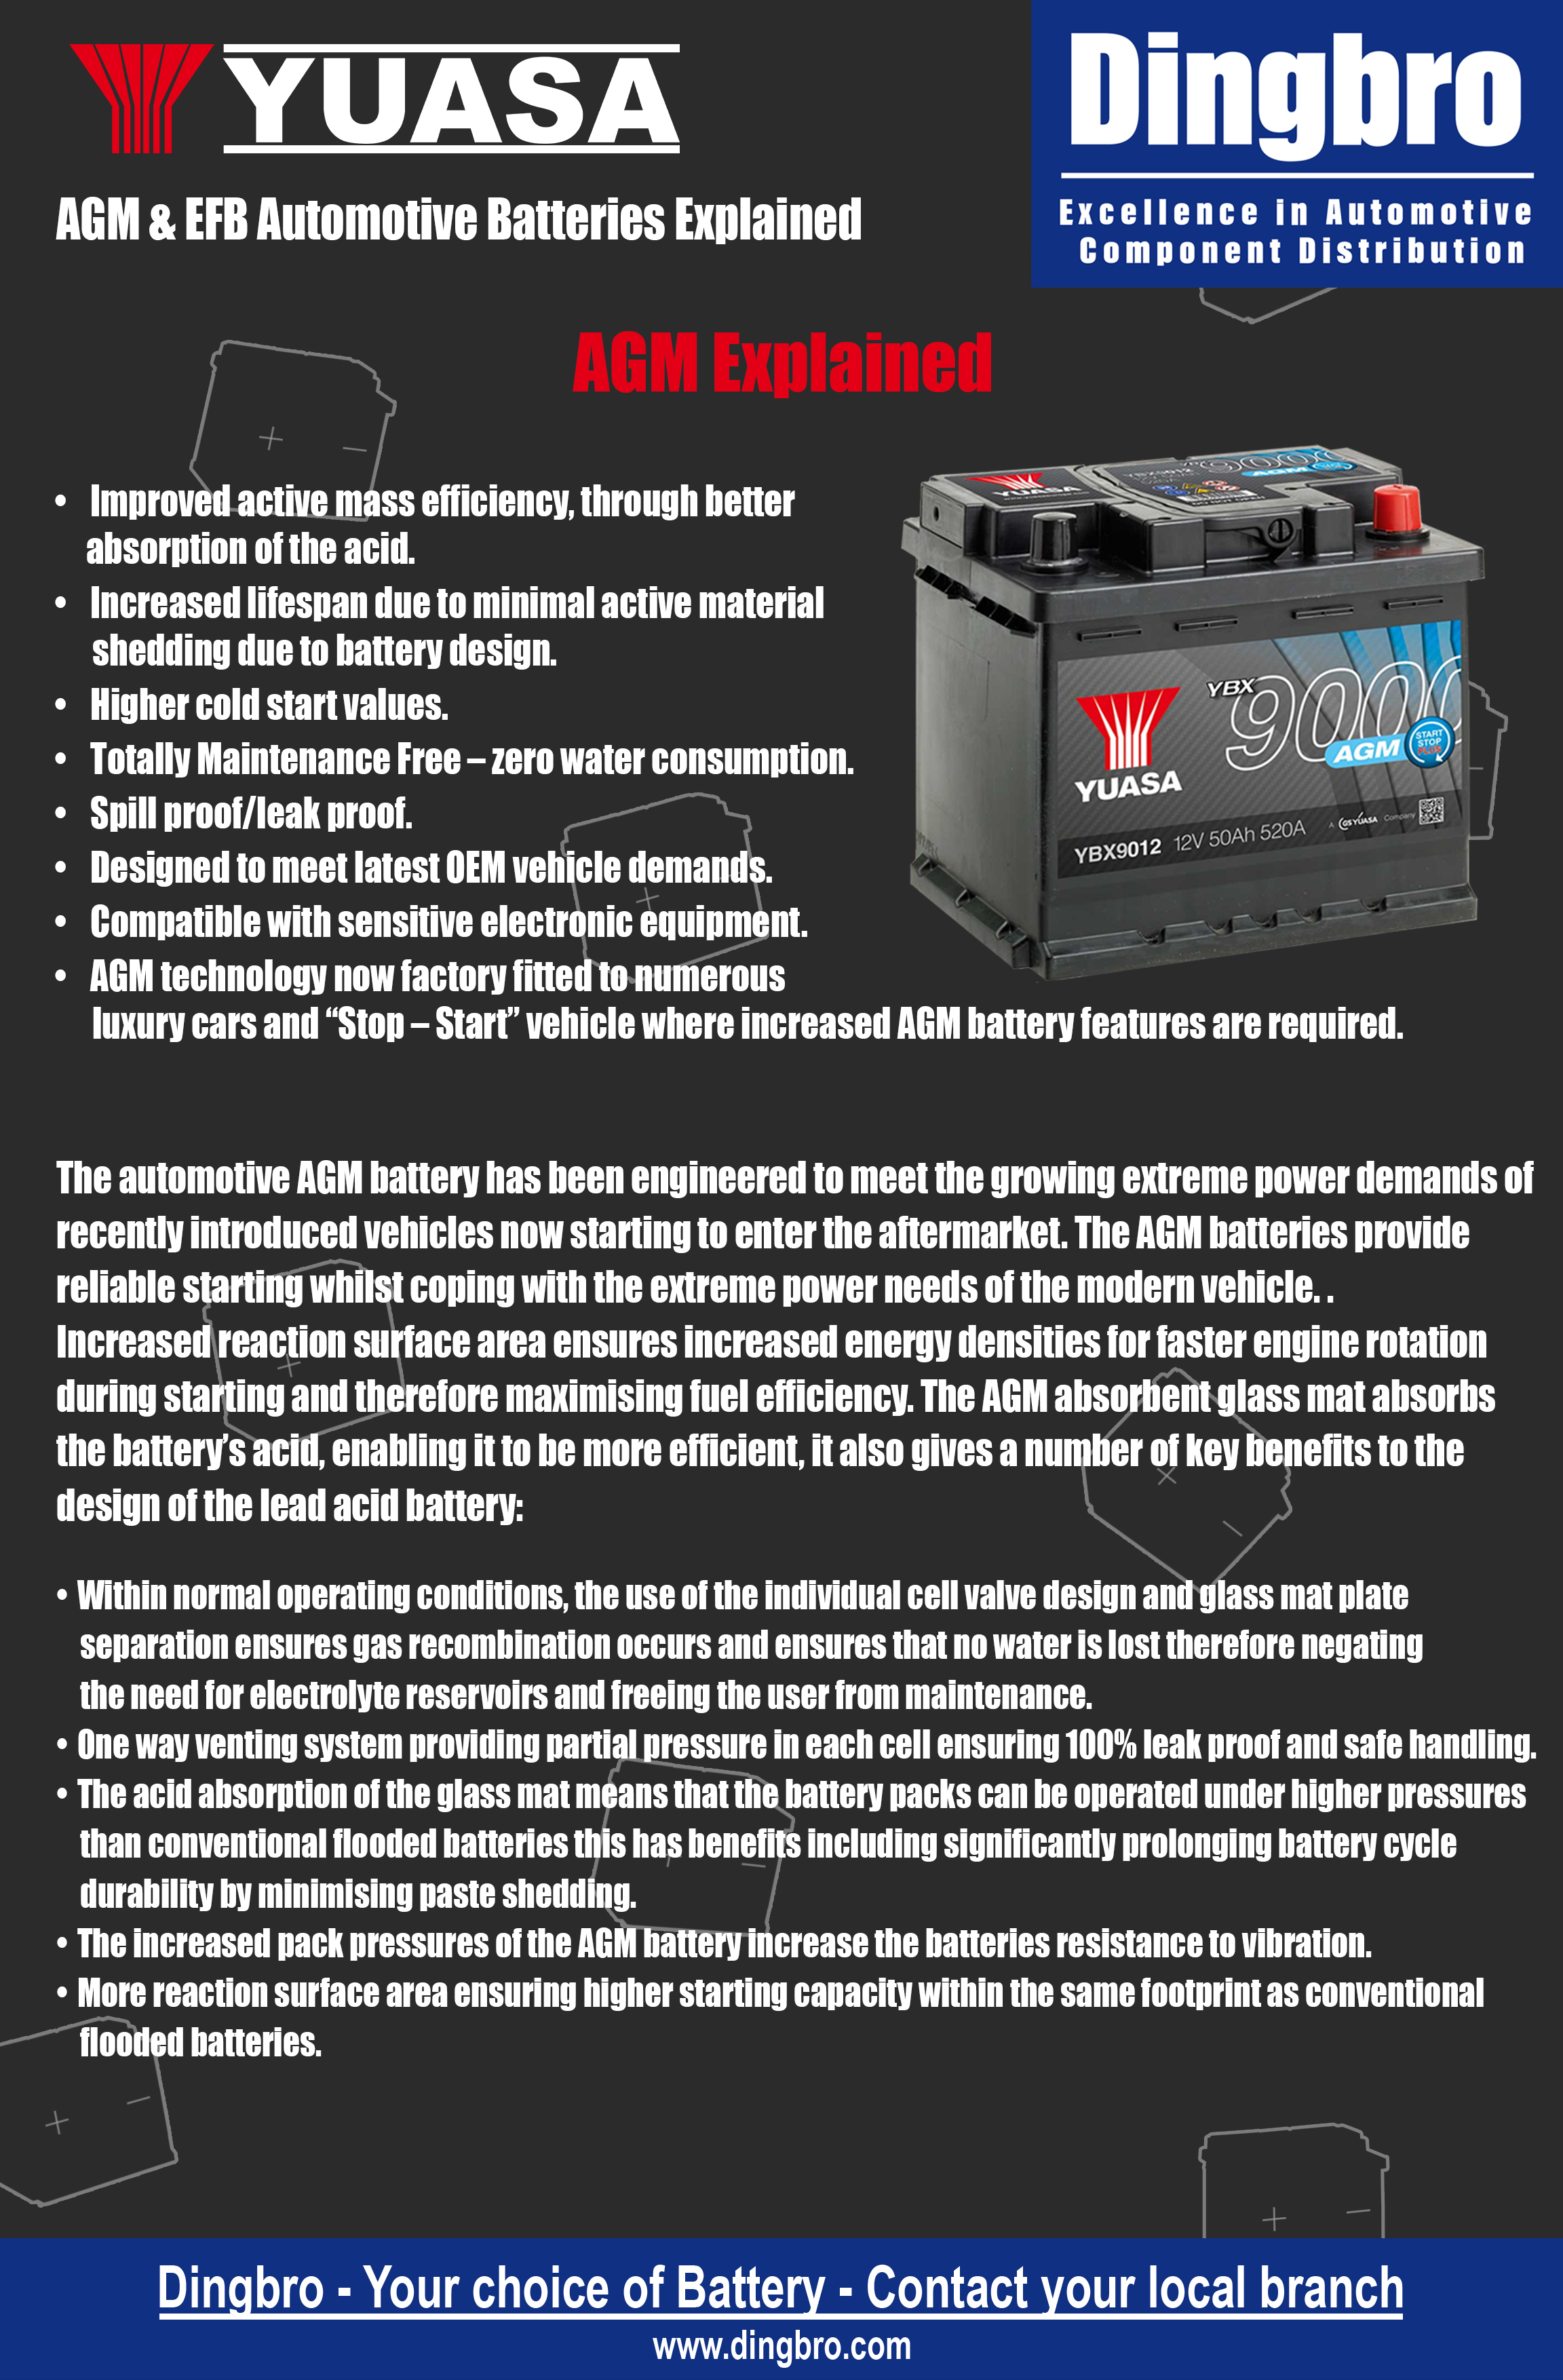 YUASA
Dingbro
Excellence in Automotive
Component Distribution
AGM & EFB Automotive Batteries Explained
AGM Explained
• Improved active mass efficiency, through better
absorption of the acid.
• Increased lifespan due to minimal active material
shedding due to battery design.
• Higher cold start values.
• Totally Maintenance Free – zero water consumption.
• Spill proof/leak proof.
• Designed to meet latest OEM vehicle demands.
• Compatible with sensitive electronic equipment.
• AGM technology now factory fitted to numerous
luxury cars and “Stop – Start” vehicle where increased AGM battery features are required.
YUASA
YBX9012
9000
AGM
YBX
9000
AGM
START
STOP
PLUS
YUASA
YBX9012 12V 50Ah 520A
A GS YUASA Company
The automotive AGM battery has been engineered to meet the growing extreme power demands of
recently introduced vehicles now starting to enter the aftermarket. The AGM batteries provide
reliable starting whilst coping with the extreme power needs of the modern vehicle. .
Increased reaction surface area ensures increased energy densities for faster engine rotation
during starting and therefore maximising fuel efficiency. The AGM absorbent glass mat absorbs
the battery’s acid, enabling it to be more efficient, it also gives a number of key benefits to the
design of the lead acid battery:
• Within normal operating conditions, the use of the individual cell valve design and glass mat plate
separation ensures gas recombination occurs and ensures that no water is lost therefore negating
the need for electrolyte reservoirs and freeing the user from maintenance.
• One way venting system providing partial pressure in each cell ensuring 100% leak proof and safe handling.
• The acid absorption of the glass mat means that the battery packs can be operated under higher pressures
than conventional flooded batteries this has benefits including significantly prolonging battery cycle
durability by minimising paste shedding.
• The increased pack pressures of the AGM battery increase the batteries resistance to vibration.
• More reaction surface area ensuring higher starting capacity within the same footprint as conventional
flooded batteries.
Dingbro - Your choice of Battery - Contact your local branch
www.dingbro.com